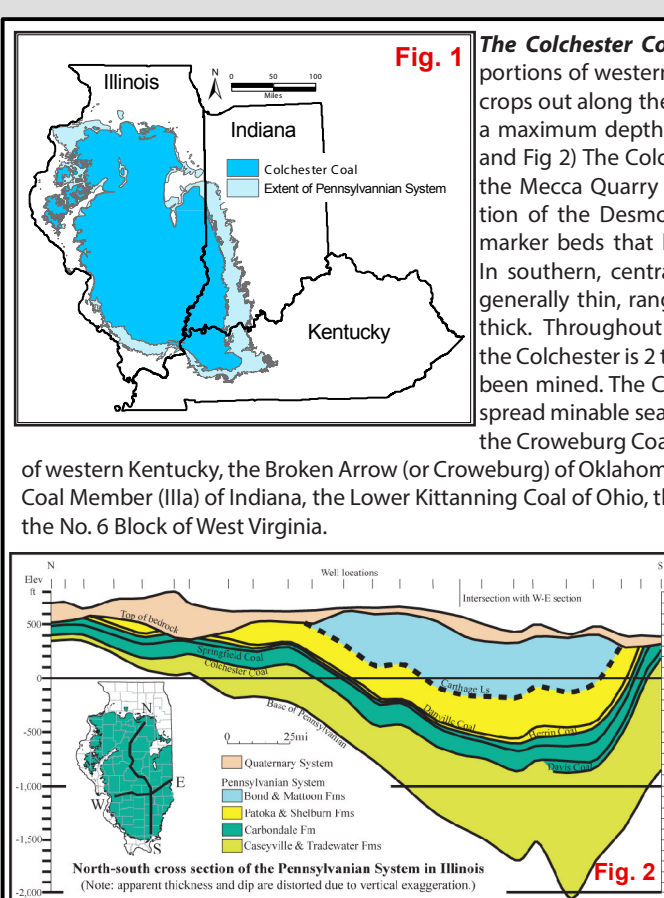 Fig. 1
Illinois
N
0 50 100
Miles
Indiana
Colchester Coal
Extent of Pennsylvannian System
Kentucky
The Colchester Co
portions of western
crops out along the
a maximum depth
and Fig 2) The Colc
the Mecca Quarry
tion of the Desmo
marker beds that
In southern, centra
generally thin, rang
thick. Throughout
the Colchester is 2 t
been mined. The C
spread minable sea
the Croweburg Coa
of western Kentucky, the Broken Arrow (or Croweburg) of Oklahom
Coal Member (IIIa) of Indiana, the Lower Kittanning Coal of Ohio, th
the No. 6 Block of West Virginia.
N
Well locations
S
Elev
ft
Intersection with W-E section
Top of bedrock
500
Springfield Coal
Colchester Coal
0
Carthage Ls
Base of Pennsylvanian
Danville Coal
Herrin Coal
Davis Coal
-500
-1,000
-1,500
-2,000
N
E
W
S
0 25mi
Quaternary System
Pennsylvanian System
Bond & Mattoon Fms
Patoka & Shelburn Fms
Carbondale Fm
Caseyville & Tradewater Fms
Fig. 2
North-south cross section of the Pennsylvanian System in Illinois
(Note: apparent thickness and dip are distorted due to vertical exaggeration.)